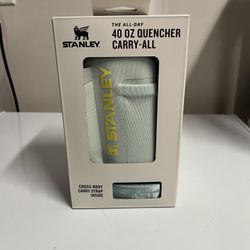 STANLEY
THE ALL-DAY
40 OZ QUENCHER
CARRY-ALL
STANLEY
CROSS-BODY
CARRY STRAP
INSIDE